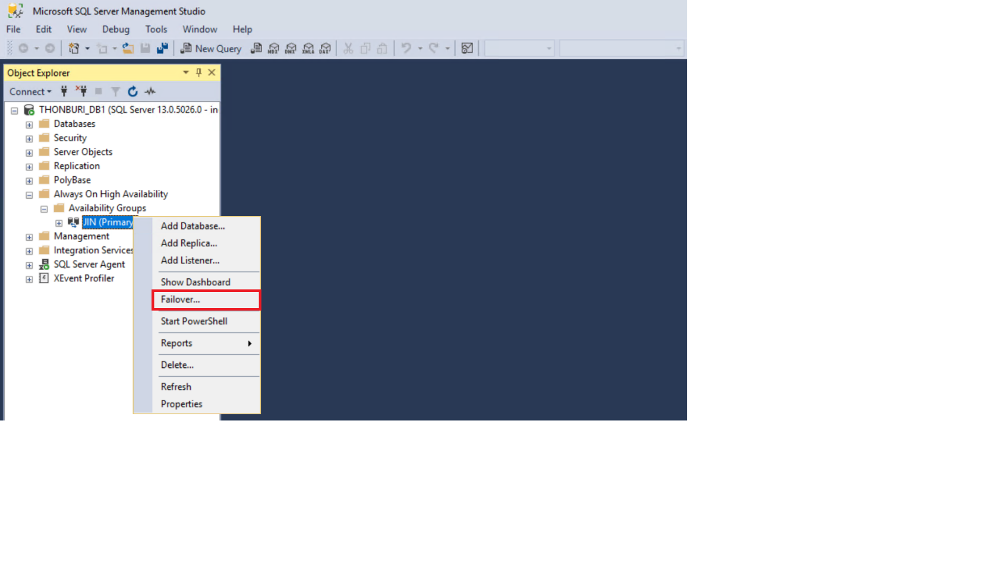 Microsoft SQL Server Management Studio
File Edit View Debug Tools Window Help
New Query MDX DMX XMLA DAX
Object Explorer
Connect
THONBURI_DB1 (SQL Server 13.0.5026.0 - in
Databases
Security
Server Objects
Replication
PolyBase
Always On High Availability
Availability Groups
JIN (Primary
Management
Integration Services
SQL Server Agent
XEvent Profiler
Add Database...
Add Replica...
Add Listener...
Show Dashboard
Failover...
Start PowerShell
Reports
Delete...
Refresh
Properties